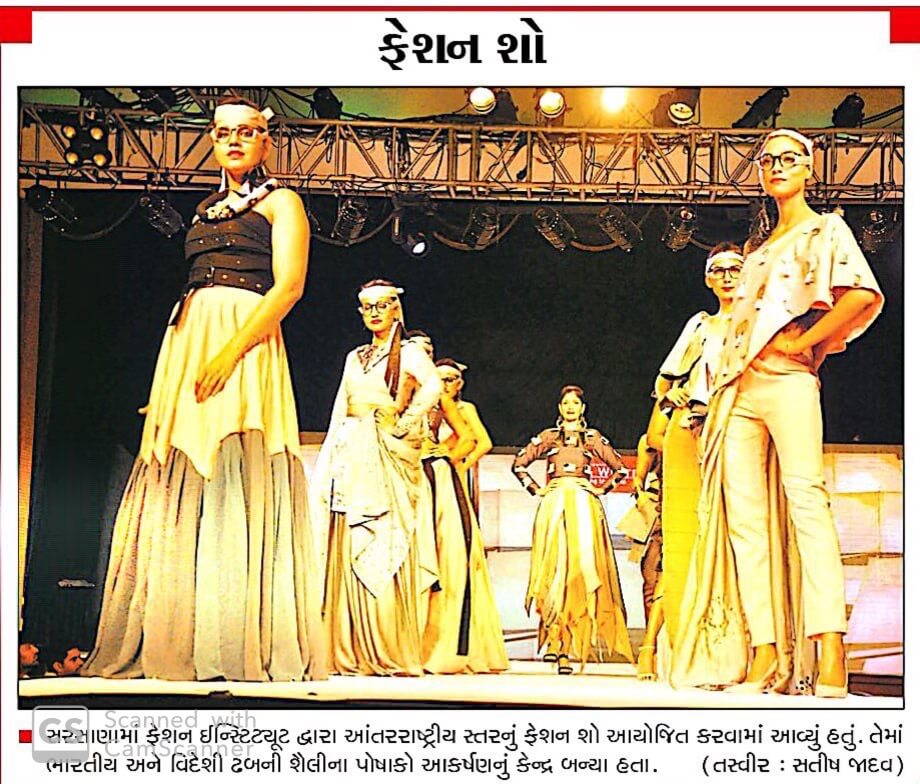 ફેશન શો
સરસાણામાં ફેશન ઈન્સ્ટિટ્યૂટ દ્વારા આંતરરાષ્ટ્રીય સ્તરનું ફેશન શો આયોજિત કરવામાં આવ્યું હતું. તેમાં
ભારતીય અને વિદેશી ઢબની શૈલીના પોષાકો આકર્ષણનું કેન્દ્ર બન્યા હતા. (તસ્વીર : સતીષ જાદવ)
CS Scanned with
CamScanner